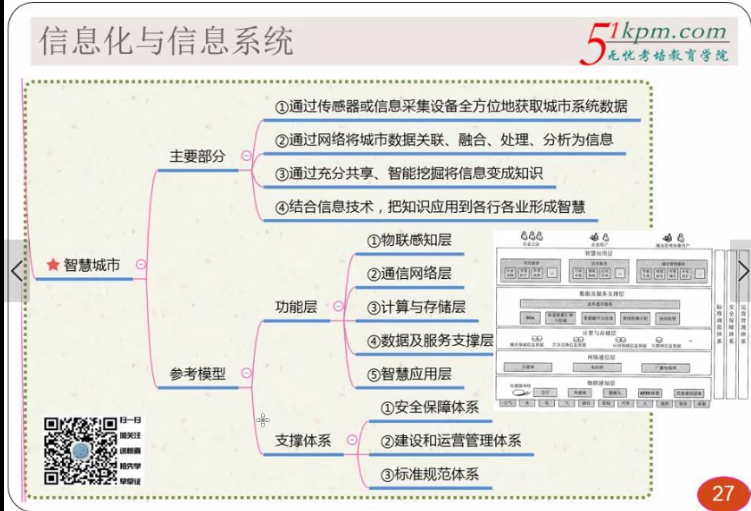 信息化与信息系统
51kpm.com
无忧考培教育学院
①通过传感器或信息采集设备全方位地获取城市系统数据
②通过网络将城市数据关联、融合、处理、分析为信息
主要部分
③通过充分共享、智能挖掘将信息变成知识
④结合信息技术，把知识应用到各行各业形成智慧
智慧城市
①物联感知层
②通信网络层
功能层
③计算与存储层
④数据及服务支撑层
⑤智慧应用层
参考模型
①安全保障体系
支撑体系
②建设和运营管理体系
③标准规范体系
智慧应用层
数据及服务支撑层
计算与存储层
网络通信层
物联感知层
标准规范体系
安全保障体系
运营管理体系
扫一扫
加关注
送题库
抢先学
早拿证
27